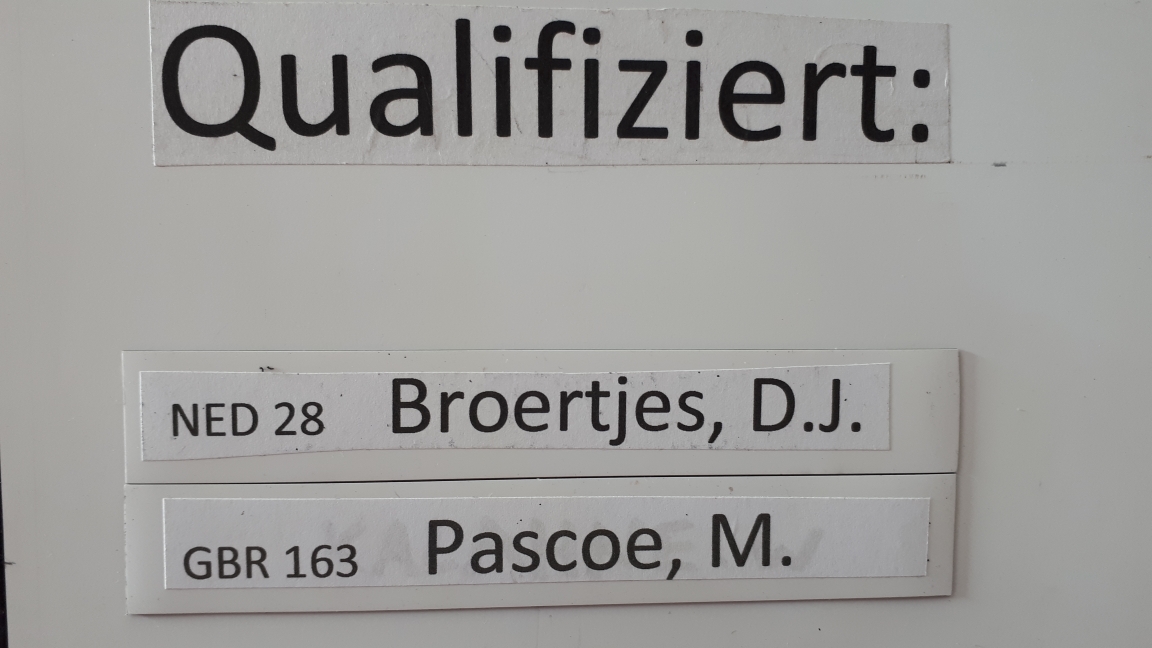 Qualifiziert:
NED 28 Broertjes, D.J.
GBR 163 Pascoe, M.